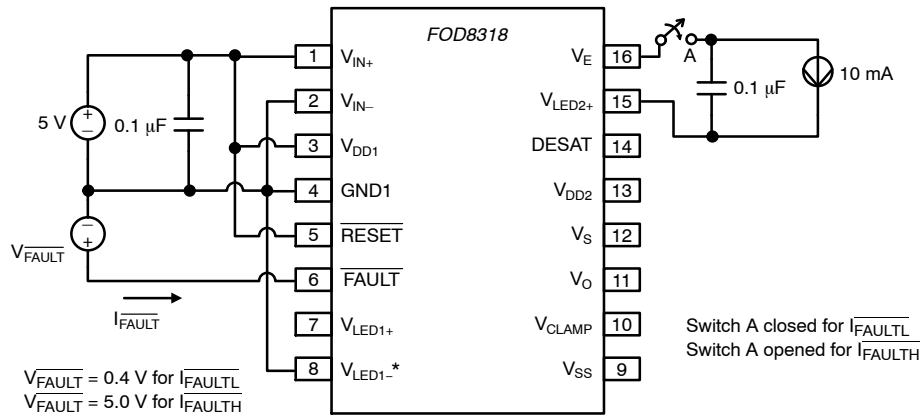 FOD8318
1 V_IN+
2 V_IN–
3 V_DD1
4 GND1
5 RESET
6 FAULT
7 V_LED1+
8 V_LED1–*
V_E 16
V_LED2+ 15
DESAT 14
V_DD2 13
V_S 12
V_O 11
V_CLAMP 10
V_SS 9
5 V
+
–
0.1 μF
–
+
V_FAULT
I_FAULT
A
0.1 μF
10 mA
Switch A closed for I_FAULTL
Switch A opened for I_FAULTH
V_FAULT = 0.4 V for I_FAULTL
V_FAULT = 5.0 V for I_FAULTH